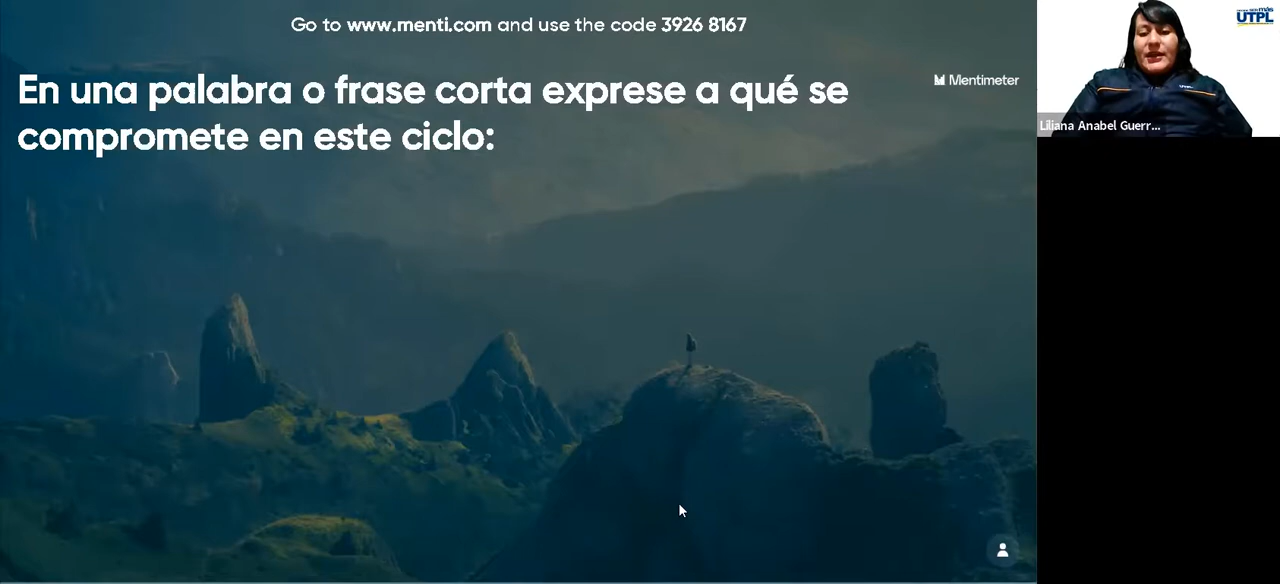 Go to www.menti.com and use the code 3926 8167
En una palabra o frase corta exprese a qué se
compromete en este ciclo:
Mentimeter
UTPL
Liliana Anabel Guerr...